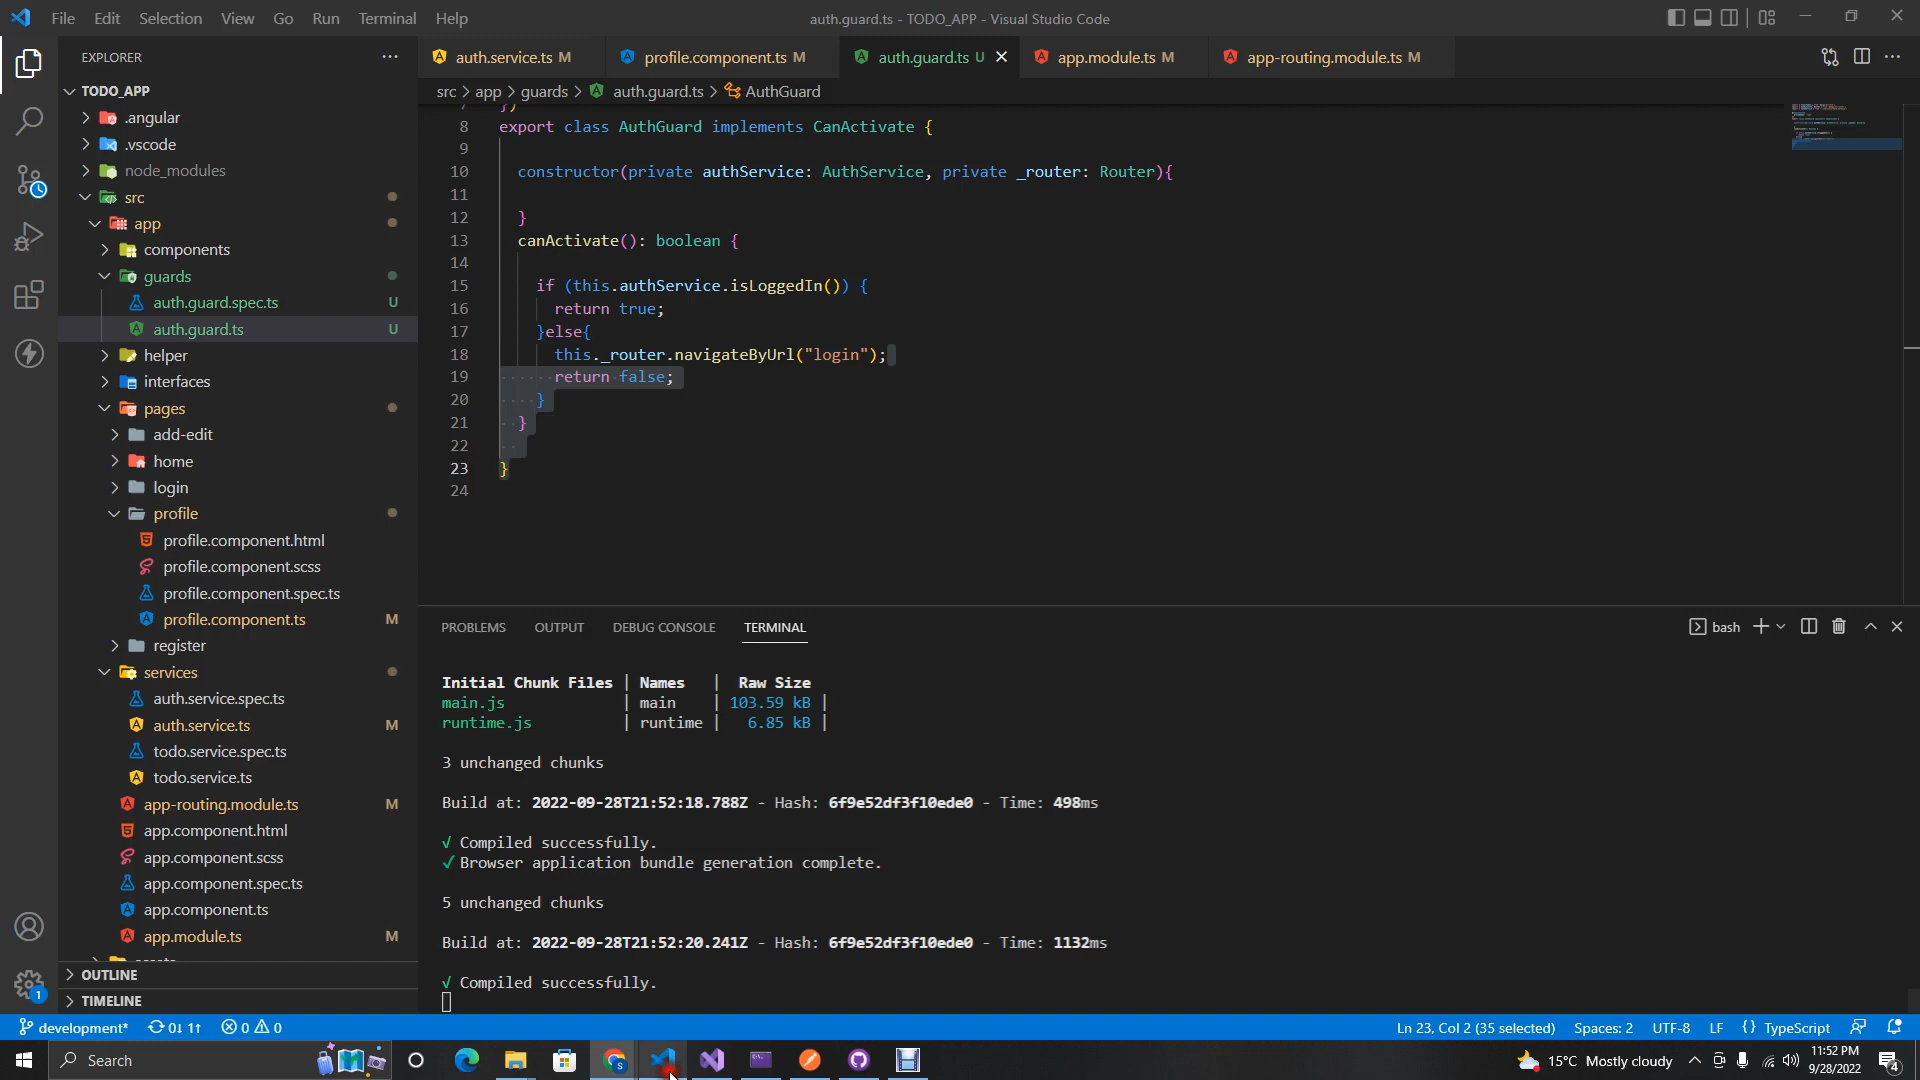 File Edit Selection View Go Run Terminal Help
auth.guard.ts - TODO_APP - Visual Studio Code
EXPLORER
TODO_APP
.angular
.vscode
node_modules
src
app
components
guards
auth.guard.spec.ts U
auth.guard.ts U
helper
interfaces
pages
add-edit
home
login
profile
profile.component.html
profile.component.scss
profile.component.spec.ts
profile.component.ts M
register
services
auth.service.spec.ts
auth.service.ts M
todo.service.spec.ts
todo.service.ts
app-routing.module.ts M
app.component.html
app.component.scss
app.component.spec.ts
app.component.ts
app.module.ts M
OUTLINE
TIMELINE
auth.service.ts M profile.component.ts M auth.guard.ts U app.module.ts M app-routing.module.ts M
src > app > guards > auth.guard.ts > AuthGuard
7 })
8 export class AuthGuard implements CanActivate {
9
10 constructor(private authService: AuthService, private _router: Router){
11
12 }
13 canActivate(): boolean {
14
15 if (this.authService.isLoggedIn()) {
16 return true;
17 }else{
18 this._router.navigateByUrl("login");
19 return false;
20 }
21 }
22
23 }
24
PROBLEMS OUTPUT DEBUG CONSOLE TERMINAL
bash
Initial Chunk Files | Names | Raw Size
main.js | main | 103.59 kB |
runtime.js | runtime | 6.85 kB |
3 unchanged chunks
Build at: 2022-09-28T21:52:18.788Z - Hash: 6f9e52df3f10ede0 - Time: 498ms
√ Compiled successfully.
✓ Browser application bundle generation complete.
5 unchanged chunks
Build at: 2022-09-28T21:52:20.241Z - Hash: 6f9e52df3f10ede0 - Time: 1132ms
√ Compiled successfully.
development* 0↓ 1↑ 0 0
Ln 23, Col 2 (35 selected) Spaces: 2 UTF-8 LF {} TypeScript
1
Search
15°C Mostly cloudy
11:52 PM
9/28/2022
4